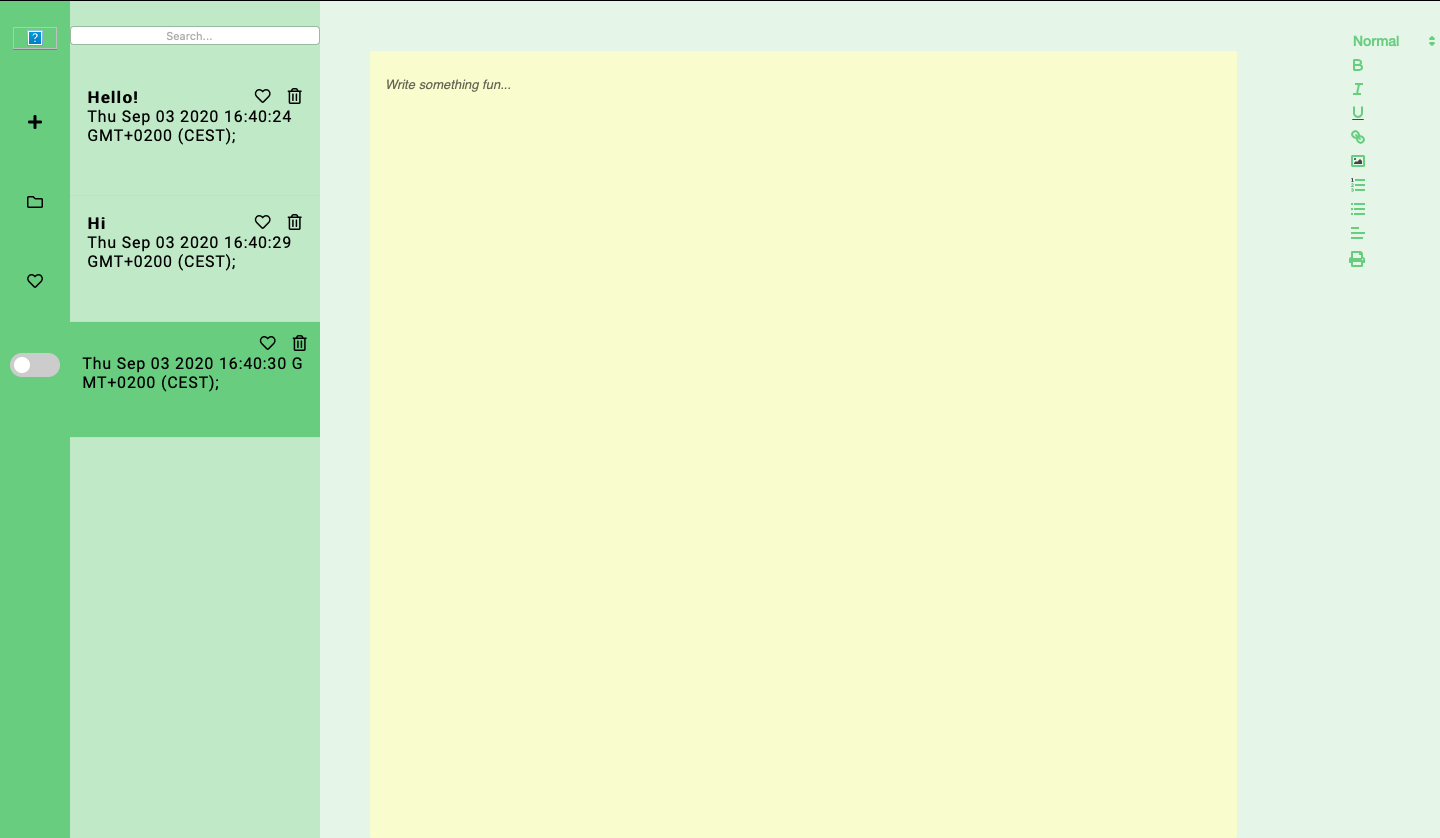 Search...
Hello!
Thu Sep 03 2020 16:40:24
GMT+0200 (CEST);
Hi
Thu Sep 03 2020 16:40:29
GMT+0200 (CEST);
Thu Sep 03 2020 16:40:30 G
MT+0200 (CEST);
Write something fun...
Normal